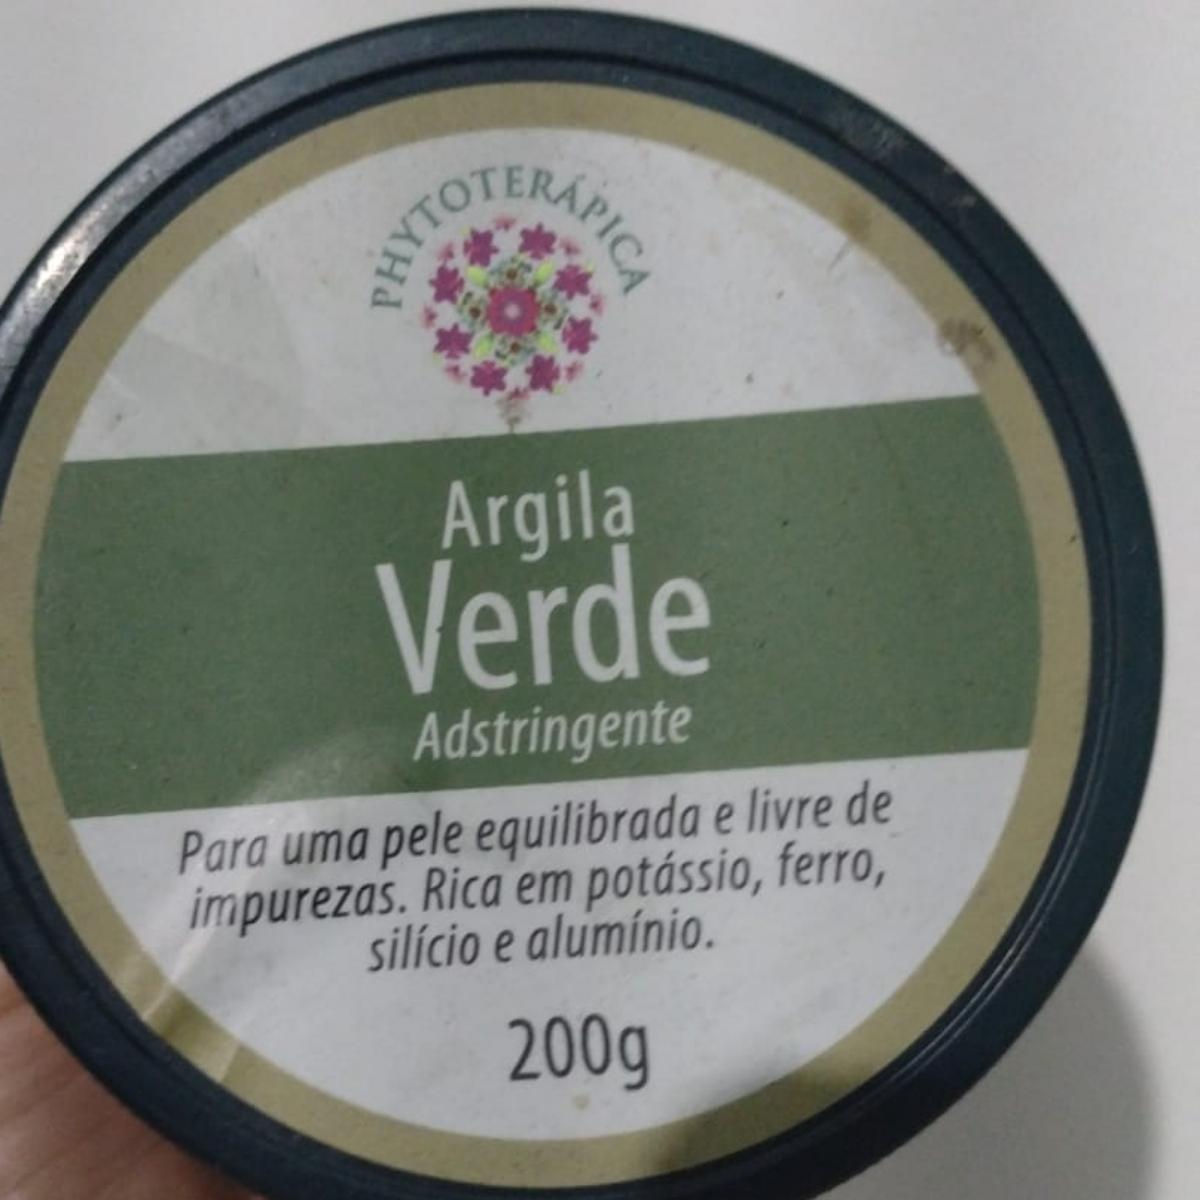 PHYTOTERÁPICA
Argila
Verde
Adstringente
Para uma pele equilibrada e livre de
impurezas. Rica em potássio, ferro,
silício e alumínio.
200g